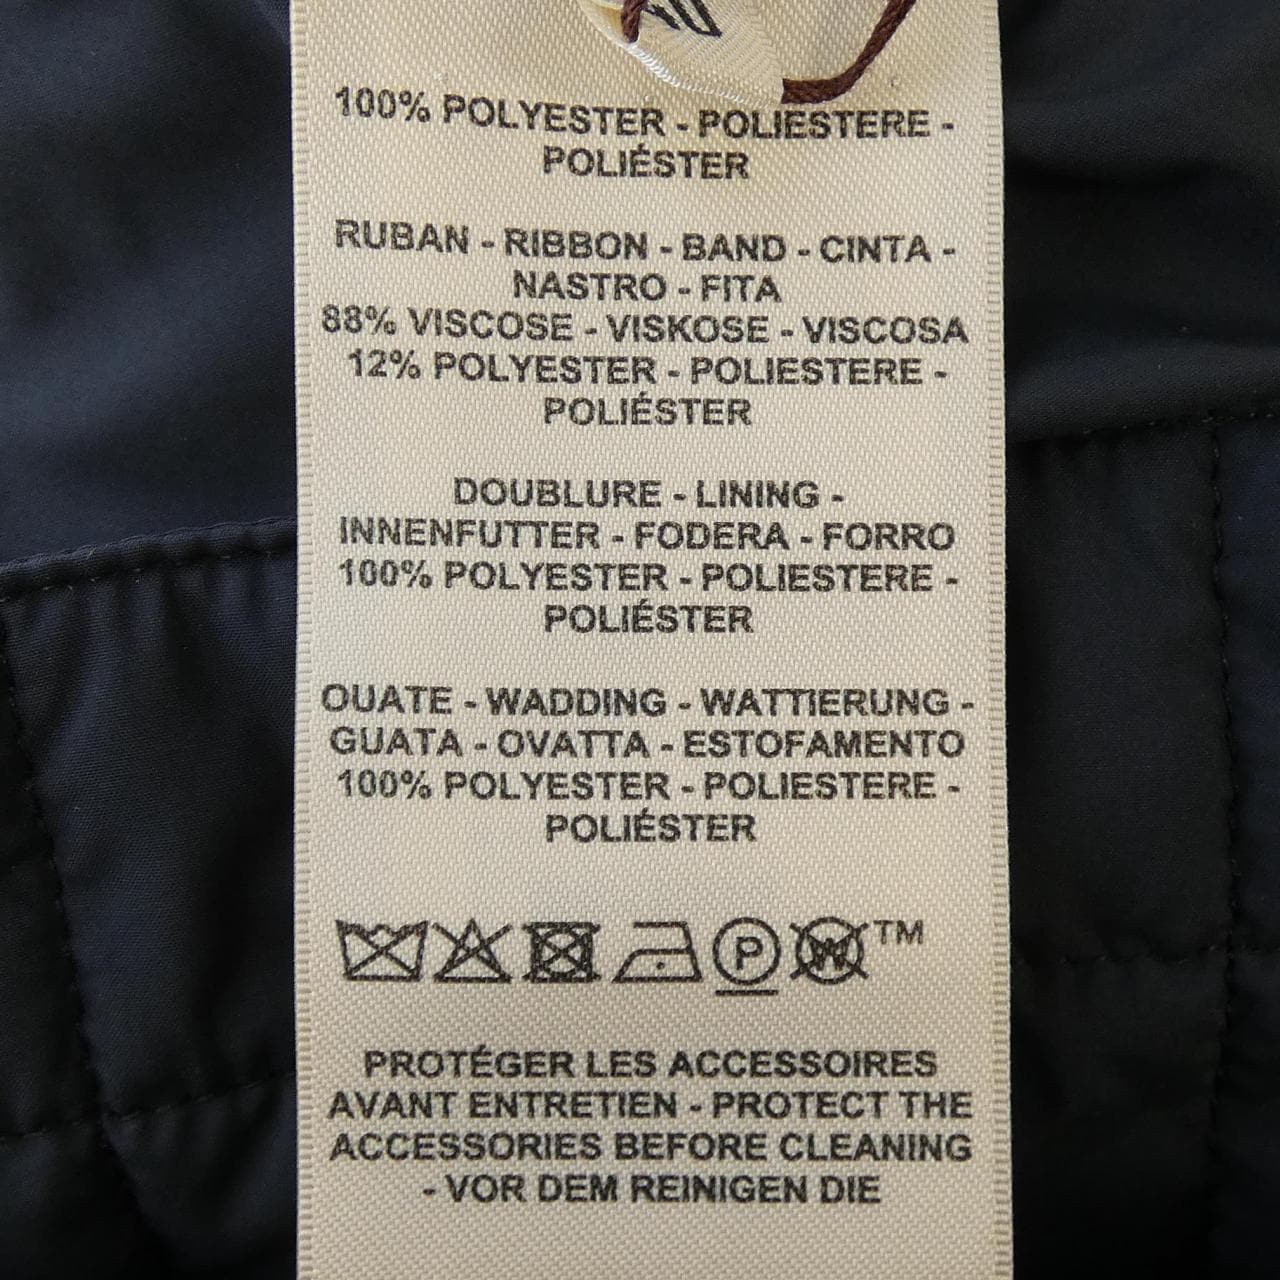 100% POLYESTER - POLIESTERE -
POLIÉSTER
RUBAN - RIBBON - BAND - CINTA -
NASTRO - FITA
88% VISCOSE - VISKOSE - VISCOSA
12% POLYESTER - POLIESTERE -
POLIÉSTER
DOUBLURE - LINING -
INNENFUTTER - FODERA - FORRO
100% POLYESTER - POLIESTERE -
POLIÉSTER
OUATE - WADDING - WATTIERUNG -
GUATA - OVATTA - ESTOFAMENTO
100% POLYESTER - POLIESTERE -
POLIÉSTER
P W TM
PROTÉGER LES ACCESSOIRES
AVANT ENTRETIEN - PROTECT THE
ACCESSORIES BEFORE CLEANING
- VOR DEM REINIGEN DIE